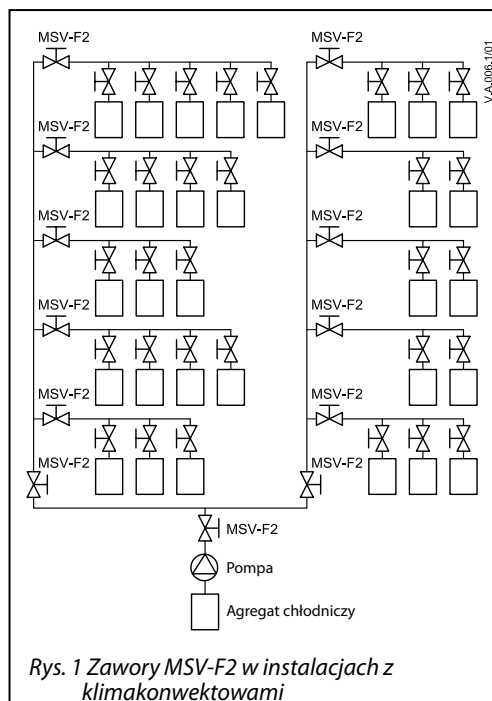 MSV-F2
MSV-F2
V.A.006.1/01
MSV-F2
MSV-F2
MSV-F2
MSV-F2
MSV-F2
MSV-F2
MSV-F2
MSV-F2
MSV-F2
MSV-F2
MSV-F2
Pompa
Agregat chłodniczy
Rys. 1 Zawory MSV-F2 w instalacjach z
klimakonwektowami